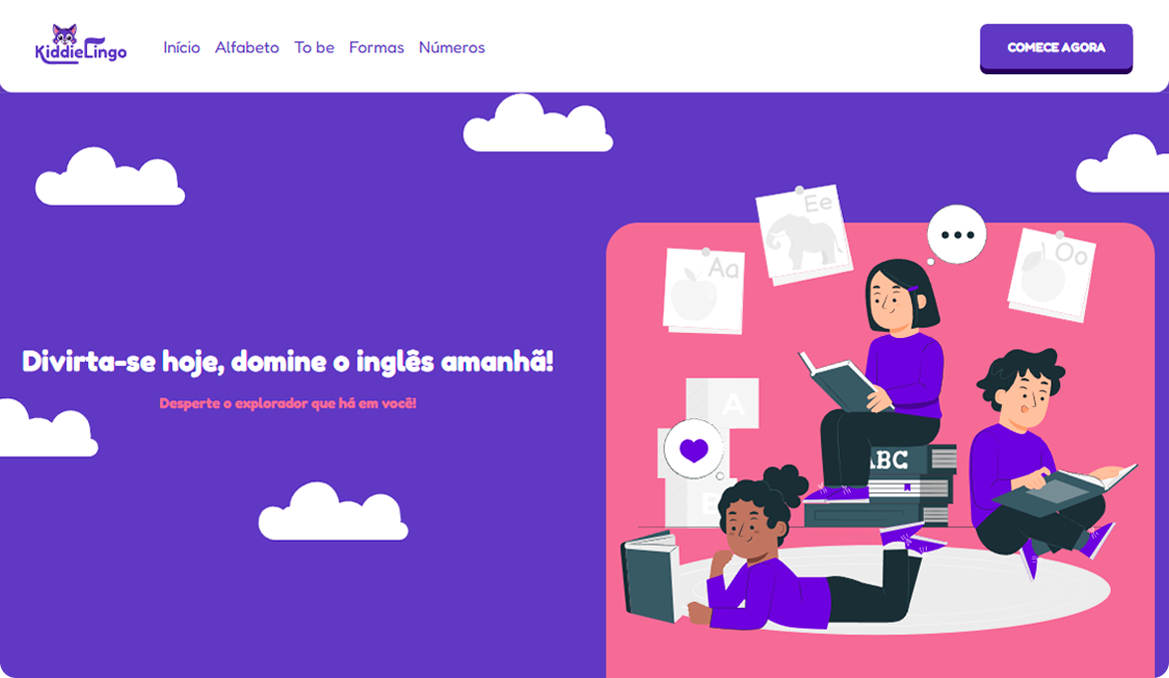 KiddieLingo
Início Alfabeto To be Formas Números
COMECE AGORA
Ee
Aa
Oo
Divirta-se hoje, domine o inglês amanhã!
Desperte o explorador que há em você!
A
ABC
B